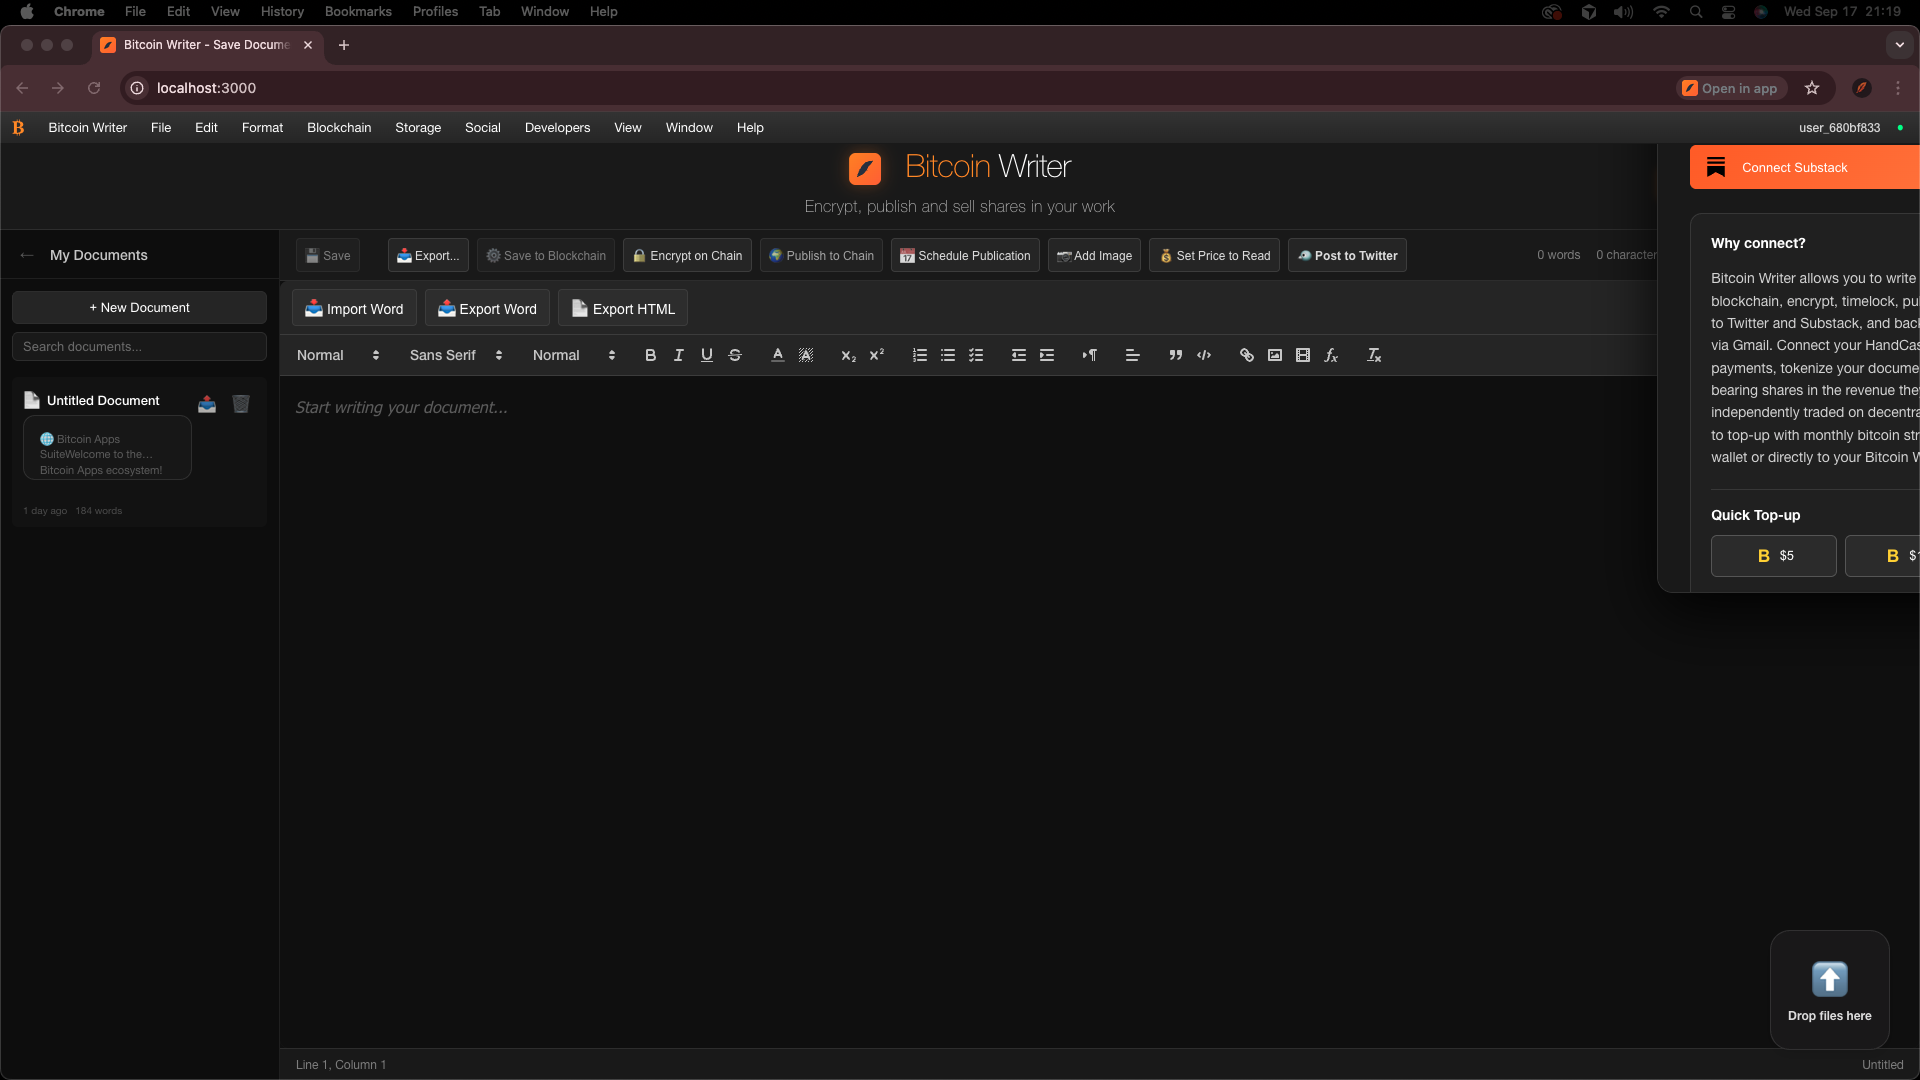 Chrome File Edit View History Bookmarks Profiles Tab Window Help Wed Sep 17 21:19
Bitcoin Writer - Save Docume
localhost:3000
Open in app
Bitcoin Writer File Edit Format Blockchain Storage Social Developers View Window Help user_680bf833
Bitcoin Writer
Encrypt, publish and sell shares in your work
Connect Substack
← My Documents
Save Export... Save to Blockchain Encrypt on Chain Publish to Chain Schedule Publication Add Image Set Price to Read Post to Twitter 0 words 0 character
+ New Document
Search documents...
Import Word Export Word Export HTML
Normal Sans Serif Normal
Untitled Document
Bitcoin Apps
SuiteWelcome to the...
Bitcoin Apps ecosystem!
1 day ago 184 words
Start writing your document...
Why connect?
Bitcoin Writer allows you to write
blockchain, encrypt, timelock, pu
to Twitter and Substack, and back
via Gmail. Connect your HandCas
payments, tokenize your docume
bearing shares in the revenue they
independently traded on decentra
to top-up with monthly bitcoin str
wallet or directly to your Bitcoin W
Quick Top-up
B $5
B $1
Drop files here
Line 1, Column 1
Untitled